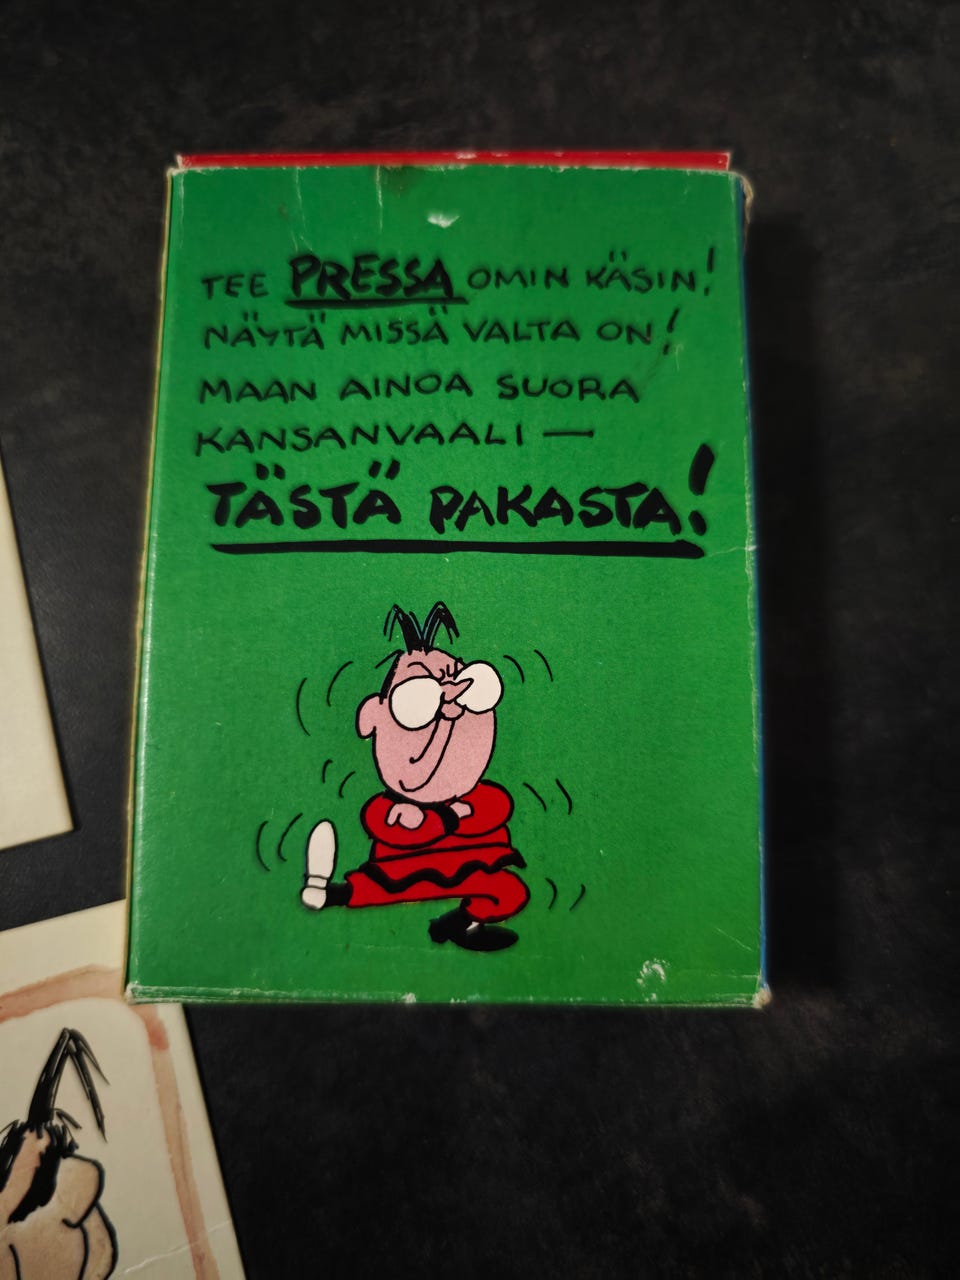 TEE PRESSA OMIN KÄSIN!
NÄYTÄ MISSÄ VALTA ON!
MAAN AINOA SUORA
KANSANVAALI —
TÄSTÄ PAKASTA!